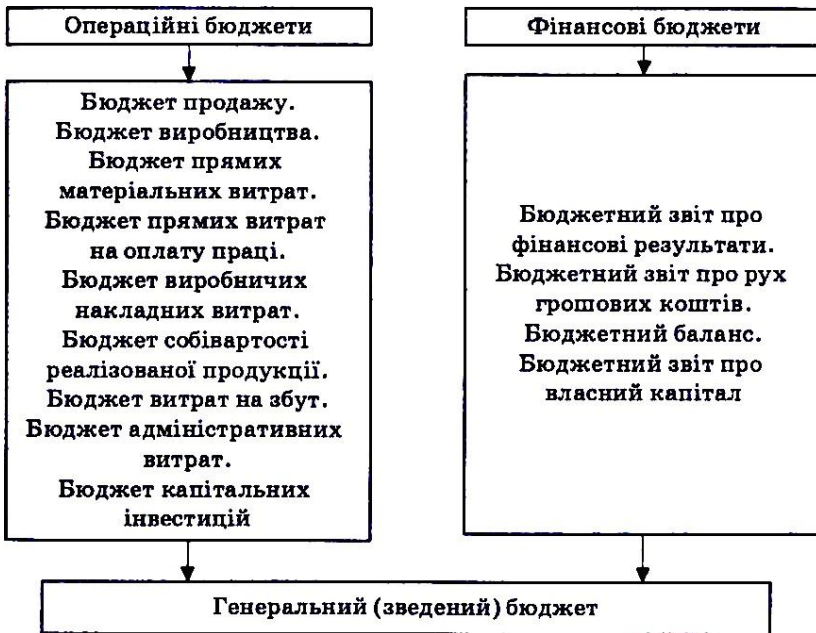 Операційні бюджети
Бюджет продажу.
Бюджет виробництва.
Бюджет прямих
матеріальних витрат.
Бюджет прямих витрат
на оплату праці.
Бюджет виробничих
накладних витрат.
Бюджет собівартості
реалізованої продукції.
Бюджет витрат на збут.
Бюджет адміністративних
витрат.
Бюджет капітальних
інвестицій
Фінансові бюджети
Бюджетний звіт про
фінансові результати.
Бюджетний звіт про рух
грошових коштів.
Бюджетний баланс.
Бюджетний звіт про
власний капітал
Генеральний (зведений) бюджет